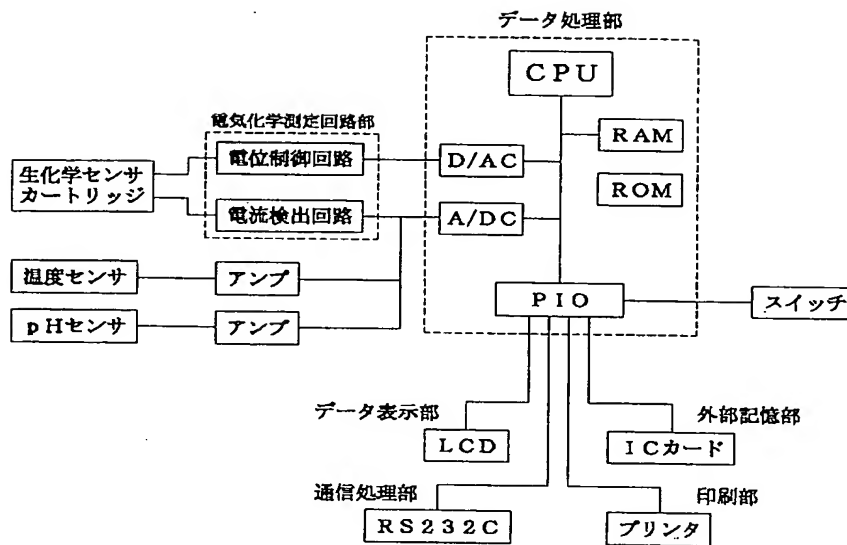 データ処理部
CPU
電気化学測定回路部
RAM
電位制御回路
D/AC
生化学センサ
カートリッジ
ROM
電流検出回路
A/DC
温度センサ
アンプ
PIO
スイッチ
pHセンサ
アンプ
データ表示部
外部記憶部
LCD
ICカード
通信処理部
印刷部
RS232C
プリンタ